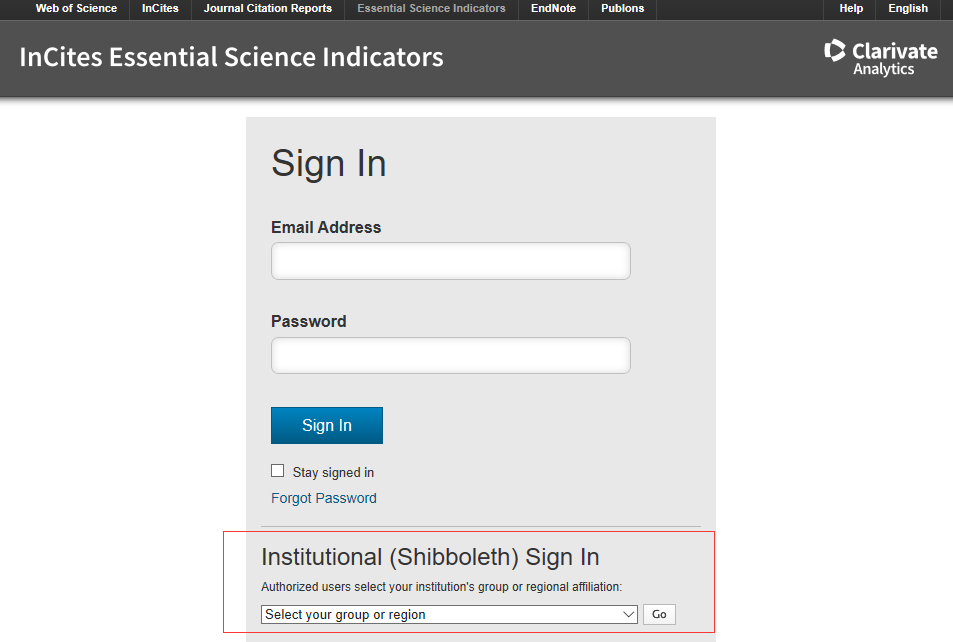 Web of Science InCites Journal Citation Reports Essential Science Indicators EndNote Publons Help English
InCites Essential Science Indicators
Clarivate
Analytics
Sign In
Email Address
Password
Sign In
Stay signed in
Forgot Password
Institutional (Shibboleth) Sign In
Authorized users select your institution's group or regional affiliation:
Select your group or region Go